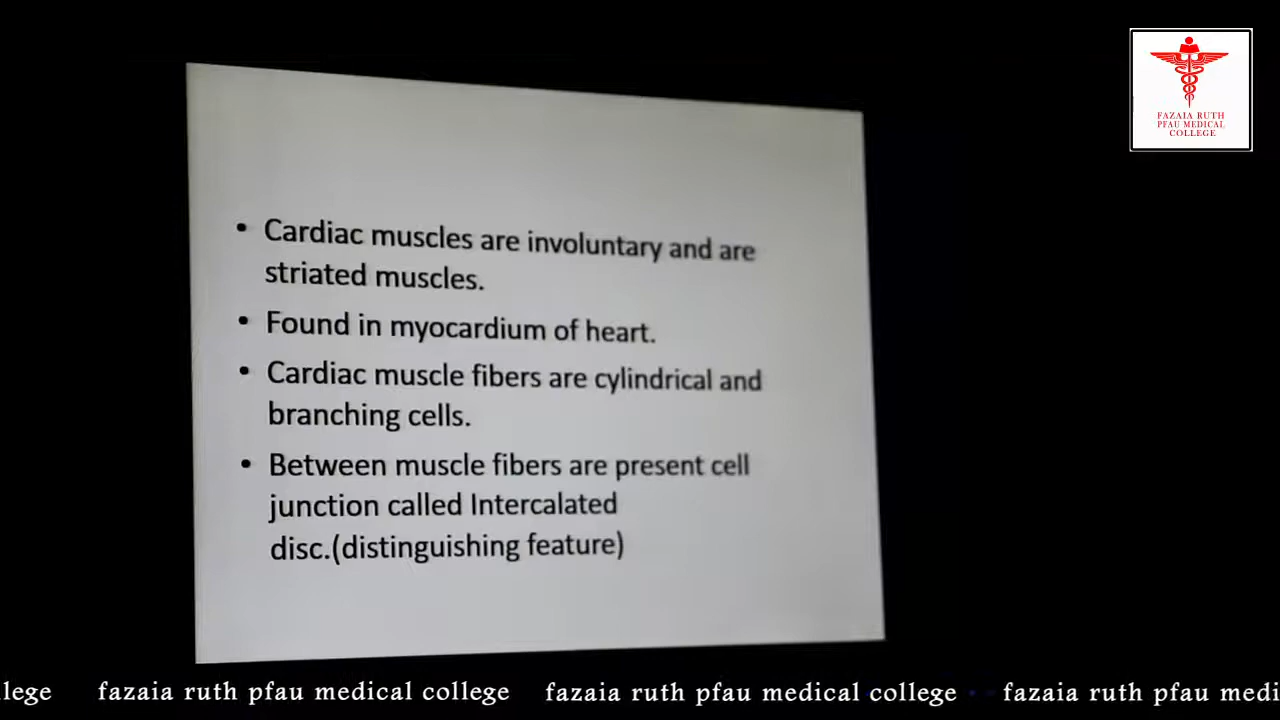 FAZAIA RUTH
PFAU MEDICAL
COLLEGE
• Cardiac muscles are involuntary and are
striated muscles.
• Found in myocardium of heart.
• Cardiac muscle fibers are cylindrical and
branching cells.
• Between muscle fibers are present cell
junction called Intercalated
disc.(distinguishing feature)
lege fazaia ruth pfau medical college fazaia ruth pfau medical college fazaia ruth pfau medi